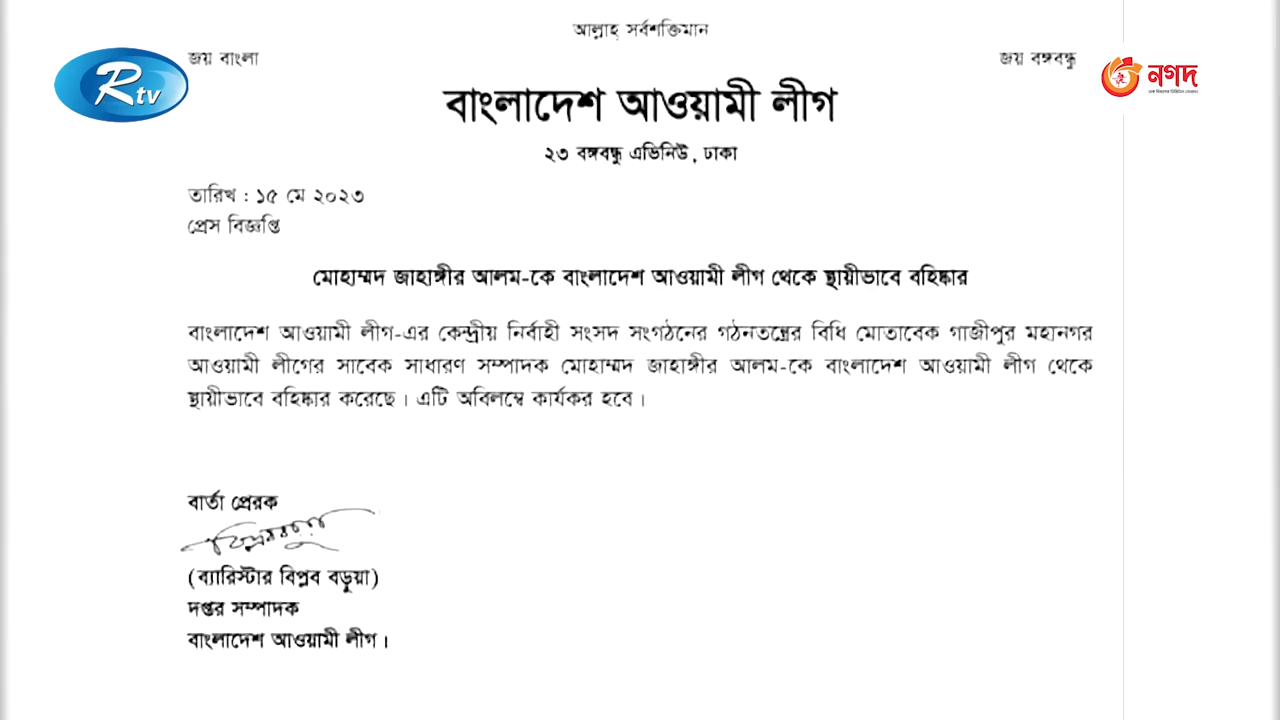 আল্লাহ সর্বশক্তিমান
জয় বাংলা
জয় বঙ্গবন্ধু
Rtv
নগদ
বাংলাদেশ আওয়ামী লীগ
২৩ বঙ্গবন্ধু এভিনিউ, ঢাকা
তারিখ : ১৫ মে ২০২৩
প্রেস বিজ্ঞপ্তি
মোহাম্মদ জাহাঙ্গীর আলম-কে বাংলাদেশ আওয়ামী লীগ থেকে স্থায়ীভাবে বহিষ্কার
বাংলাদেশ আওয়ামী লীগ-এর কেন্দ্রীয় নির্বাহী সংসদ সংগঠনের গঠনতন্ত্রের বিধি মোতাবেক গাজীপুর মহানগর
আওয়ামী লীগের সাবেক সাধারণ সম্পাদক মোহাম্মদ জাহাঙ্গীর আলম-কে বাংলাদেশ আওয়ামী লীগ থেকে
স্থায়ীভাবে বহিষ্কার করেছে। এটি অবিলম্বে কার্যকর হবে।
বার্তা প্রেরক
(ব্যারিস্টার বিপ্লব বড়ুয়া)
দপ্তর সম্পাদক
বাংলাদেশ আওয়ামী লীগ।